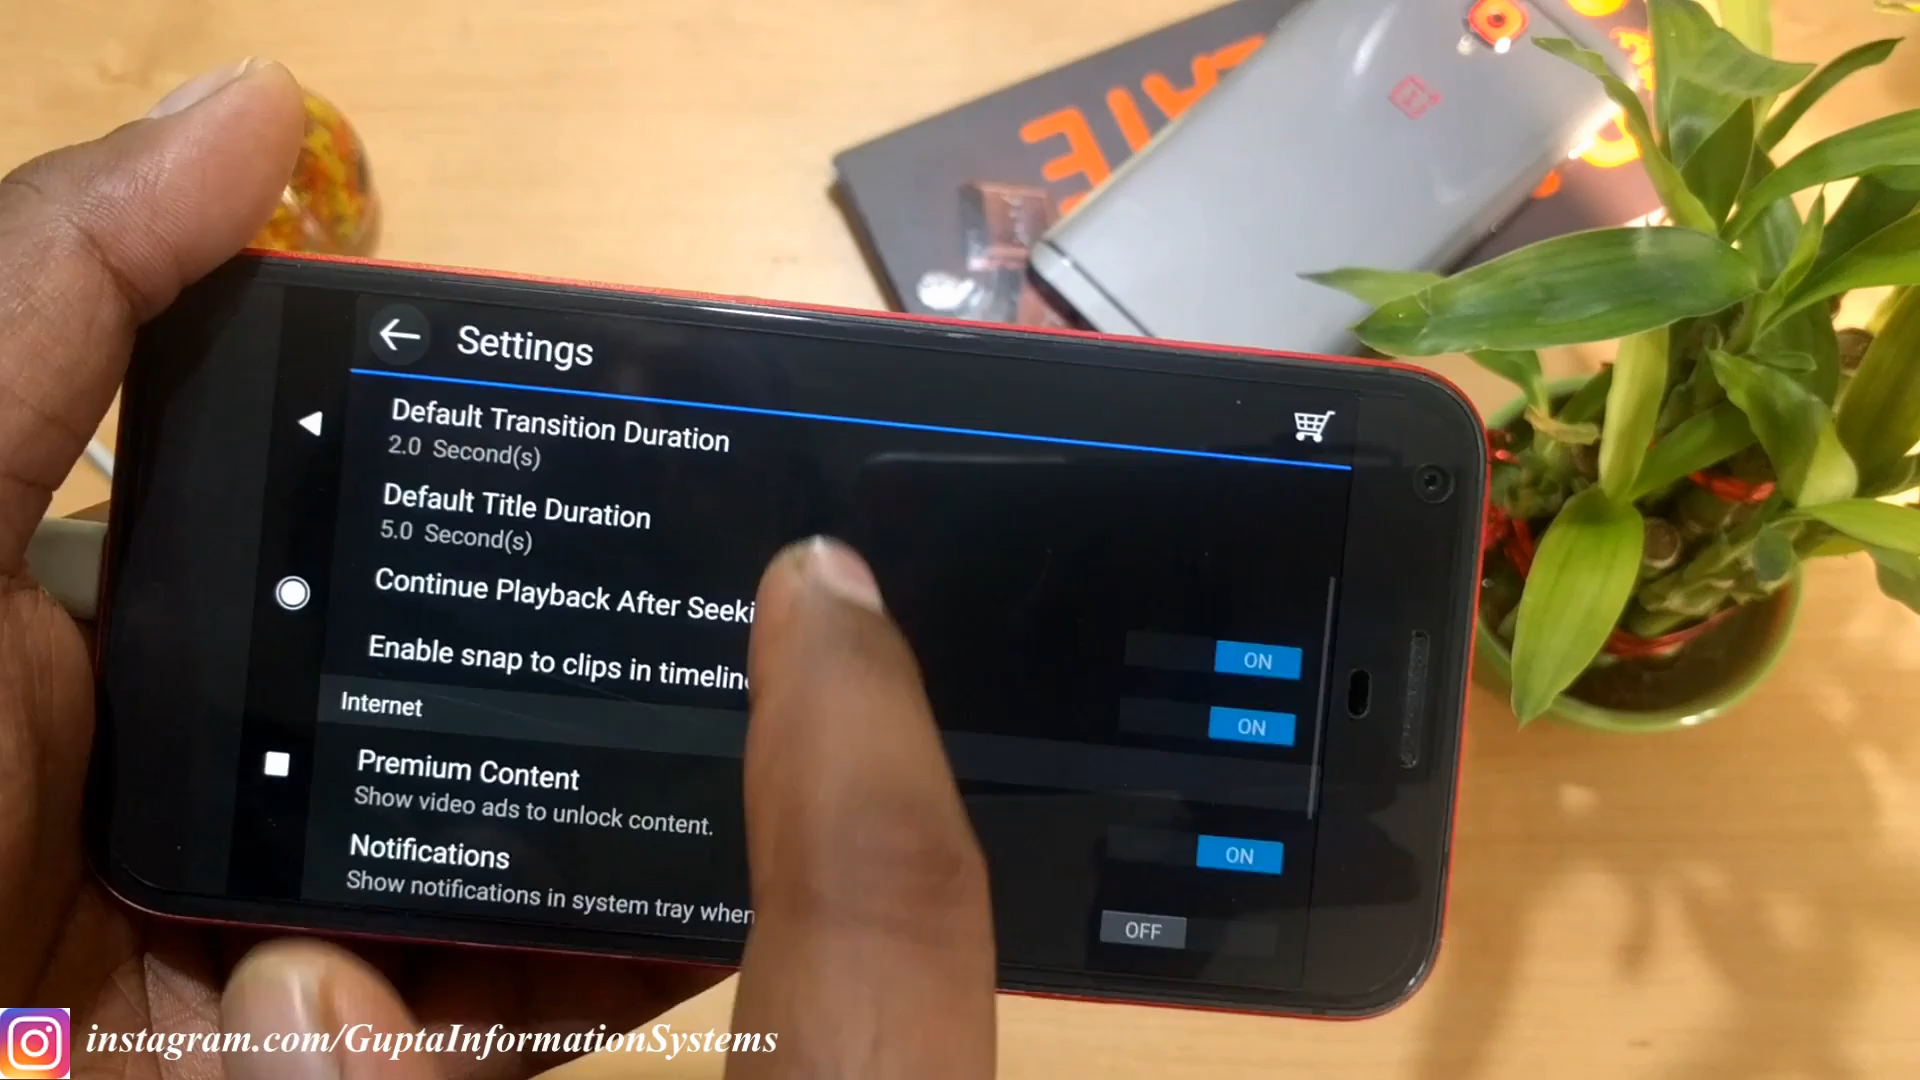 Settings
Default Transition Duration
2.0 Second(s)
Default Title Duration
5.0 Second(s)
Continue Playback After
ON
Enable snap to clips in
ON
Internet
Premium Content
Show video ads to unlock content.
ON
Notifications
Show notifications in system tray when
OFF
instagram.com/GuptaInformationSystems